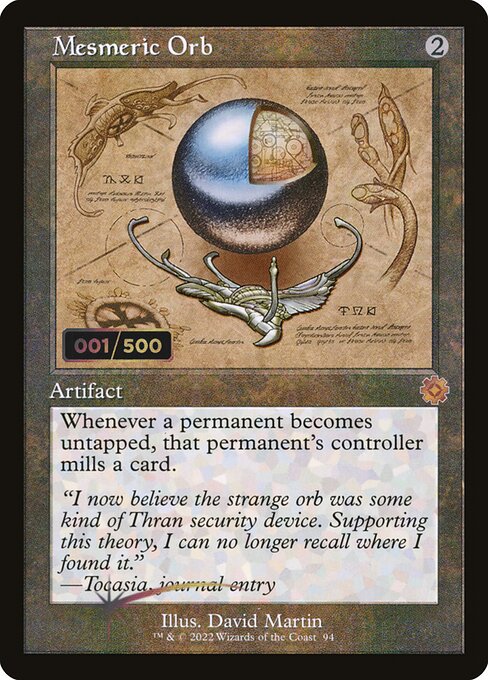 Mesmeric Orb 2
001/500
Artifact
Whenever a permanent becomes
untapped, that permanent's controller
mills a card.
"I now believe the strange orb was some
kind of Thran security device. Supporting
this theory, I can no longer recall where I
found it."
—Tocasia, journal entry
Illus. David Martin
™ & © 2022 Wizards of the Coast 94